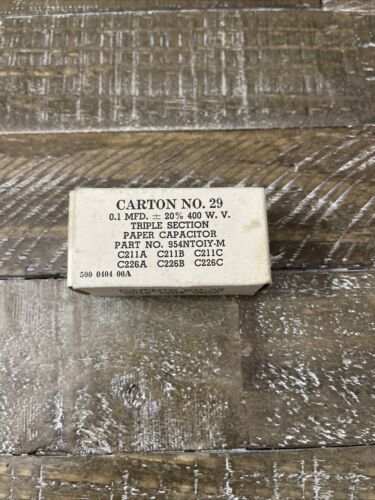 CARTON NO. 29
0.1 MFD. ± 20% 400 W. V.
TRIPLE SECTION
PAPER CAPACITOR
PART NO. 954NTOIY-M
C211A C211B C211C
C226A C226B C226C
500 0404 00A